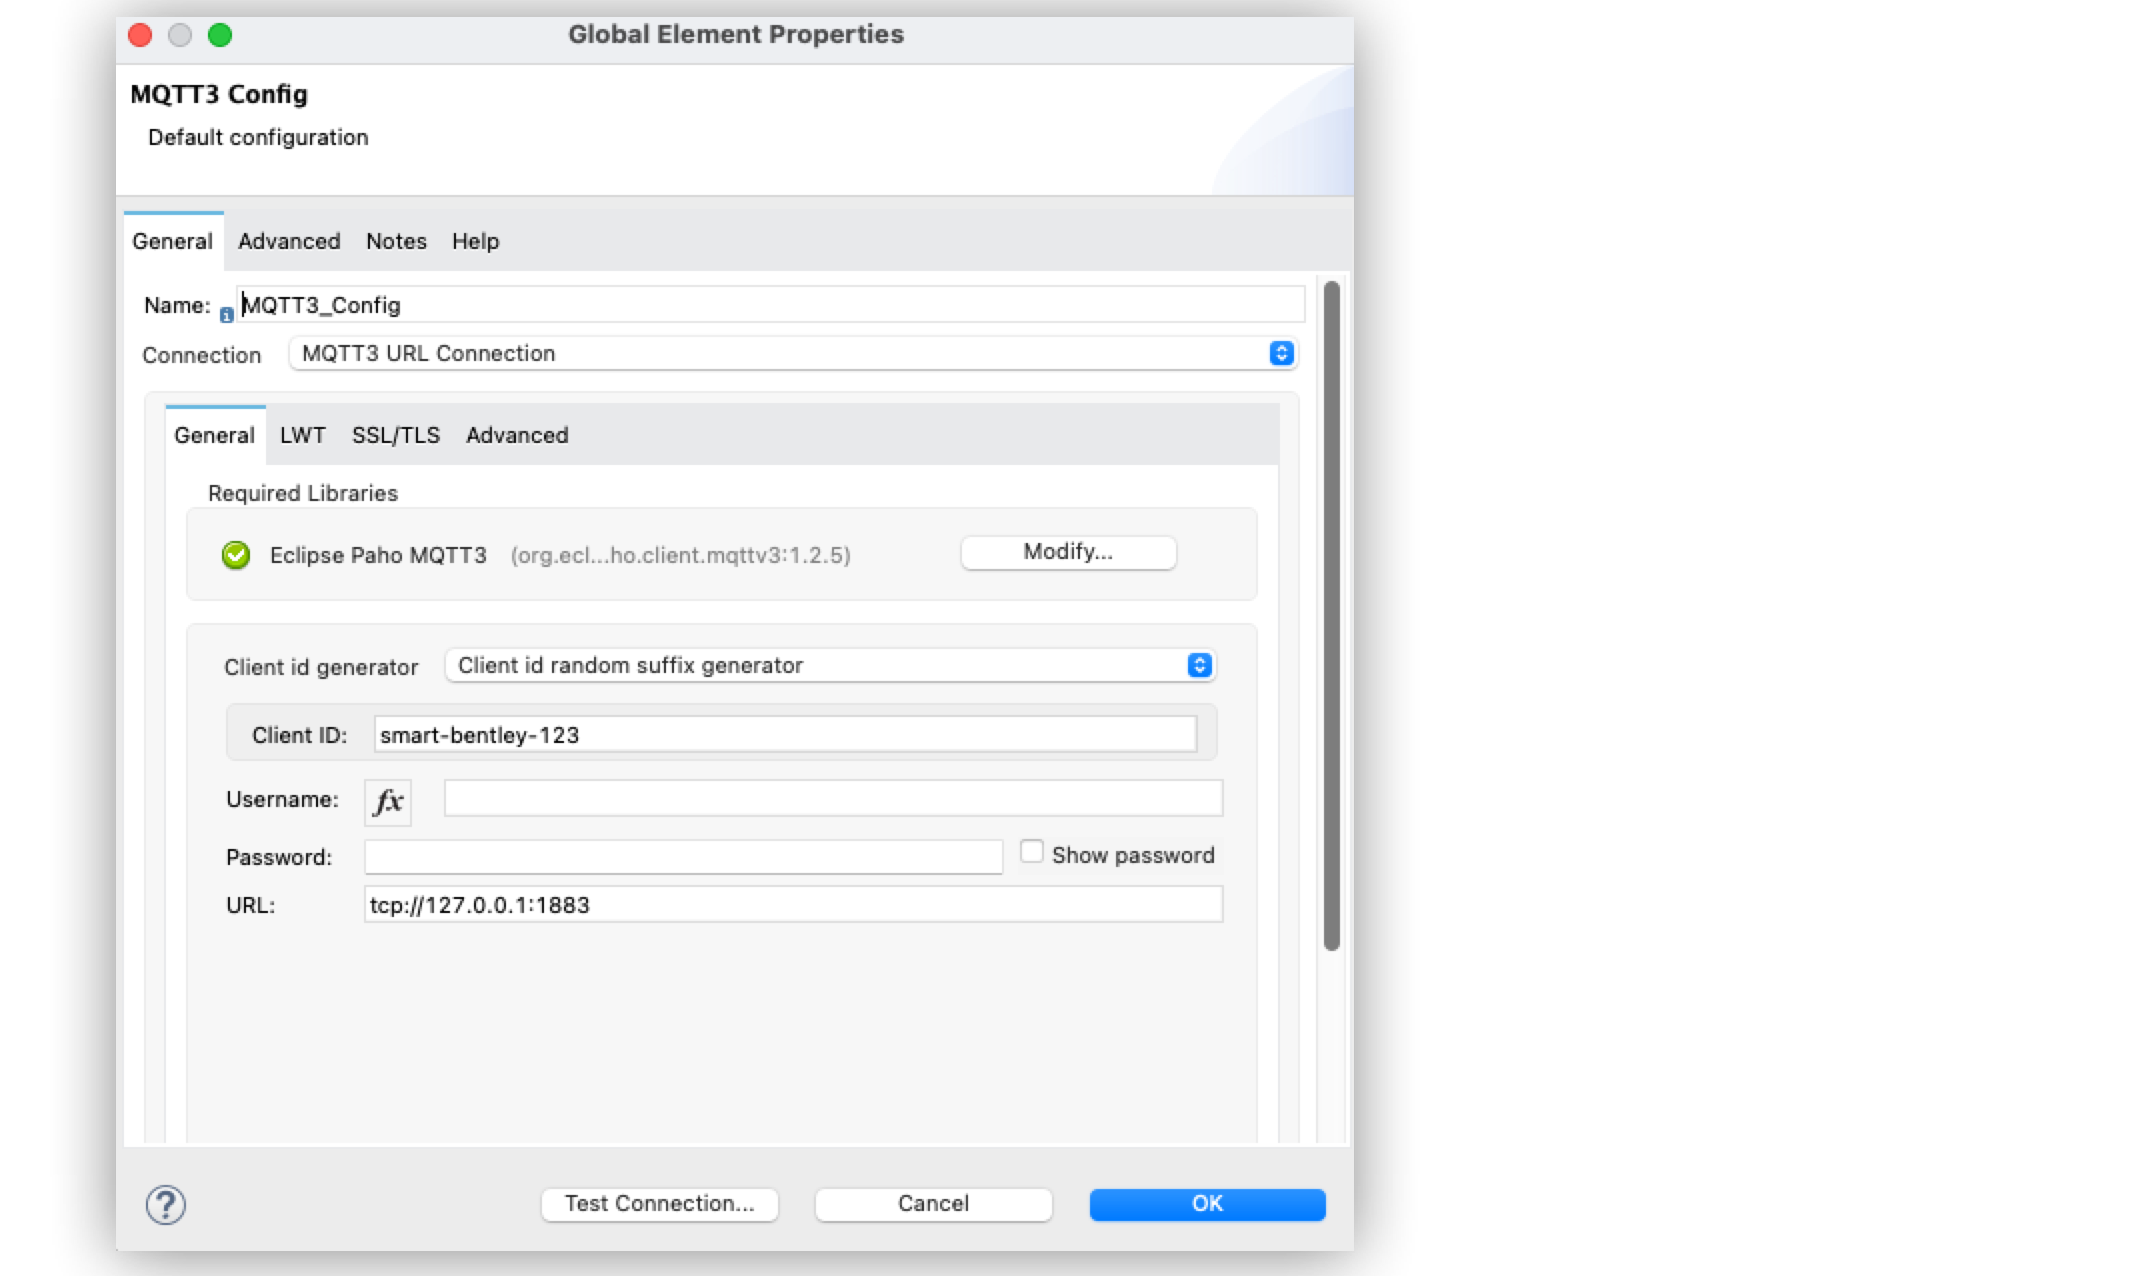 Global Element Properties
MQTT3 Config
Default configuration
General Advanced Notes Help
Name: MQTT3_Config
Connection MQTT3 URL Connection
General LWT SSL/TLS Advanced
Required Libraries
Eclipse Paho MQTT3 (org.ecl...ho.client.mqttv3:1.2.5) Modify...
Client id generator Client id random suffix generator
Client ID: smart-bentley-123
Username: fx
Password: Show password
URL: tcp://127.0.0.1:1883
? Test Connection... Cancel OK